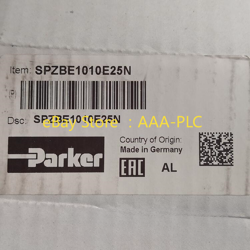 Item: SPZBE1010E25N
P
eBay Store : AAA-PLC
Dsc: SPZBE1010E25N
Parker
Country of Origin
Made in Germany
EAC
AL